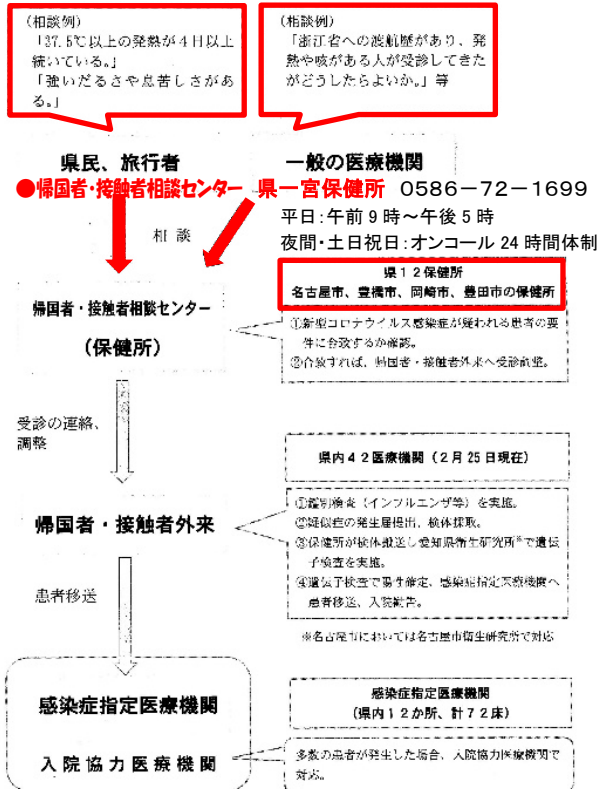 (相談例)
「37.5℃以上の発熱が4日以上
続いている。」
「強いだるさや息苦しさがあ
る。」
(相談例)
「浙江省への渡航歴があり、発
熱や咳がある人が受診してきた
がどうしたらよいか。」等
県民、旅行者
一般の医療機関
●帰国者・接触者相談センター 県一宮保健所 0586-72-1699
平日:午前9時~午後5時
夜間・土日祝日:オンコール24時間体制
相談
県12保健所
名古屋市、豊橋市、岡崎市、豊田市の保健所
帰国者・接触者相談センター
(保健所)
①新型コロナウイルス感染症が疑われる患者の要
件に合致するか確認。
②合致すれば、帰国者・接触者外来へ受診調整。
受診の連絡、
調整
県内42医療機関(2月25日現在)
帰国者・接触者外来
①鑑別検査(インフルエンザ等)を実施。
②疑似症の発生届提出、検体採取。
③保健所が検体搬送し愛知県衛生研究所※で遺伝
子検査を実施。
④遺伝子検査で陽性確定、感染症指定医療機関へ
患者移送、入院勧告。
患者移送
※名古屋市においては名古屋市衛生研究所で対応
感染症指定医療機関
感染症指定医療機関
(県内12か所、計72床)
入院協力医療機関
多数の患者が発生した場合、入院協力医療機関で
対応。